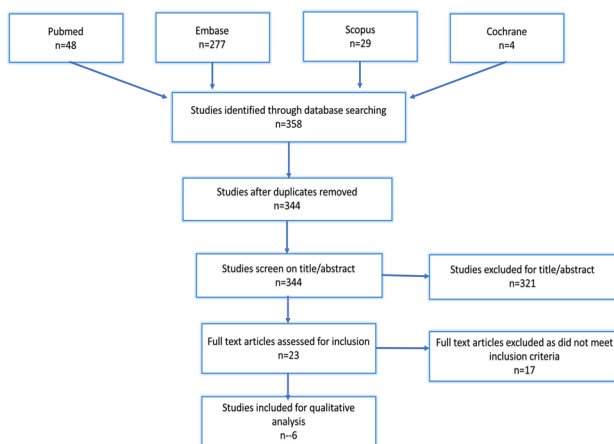 Pubmed
n=48
Embase
n=277
Scopus
n=29
Cochrane
n=4
Studies identified through database searching
n=358
Studies after duplicates removed
n=344
Studies screen on title/abstract
n=344
Studies excluded for title/abstract
n=321
Full text articles assessed for inclusion
n=23
Full text articles excluded as did not meet
inclusion criteria
n=17
Studies included for qualitative
analysis
n--6